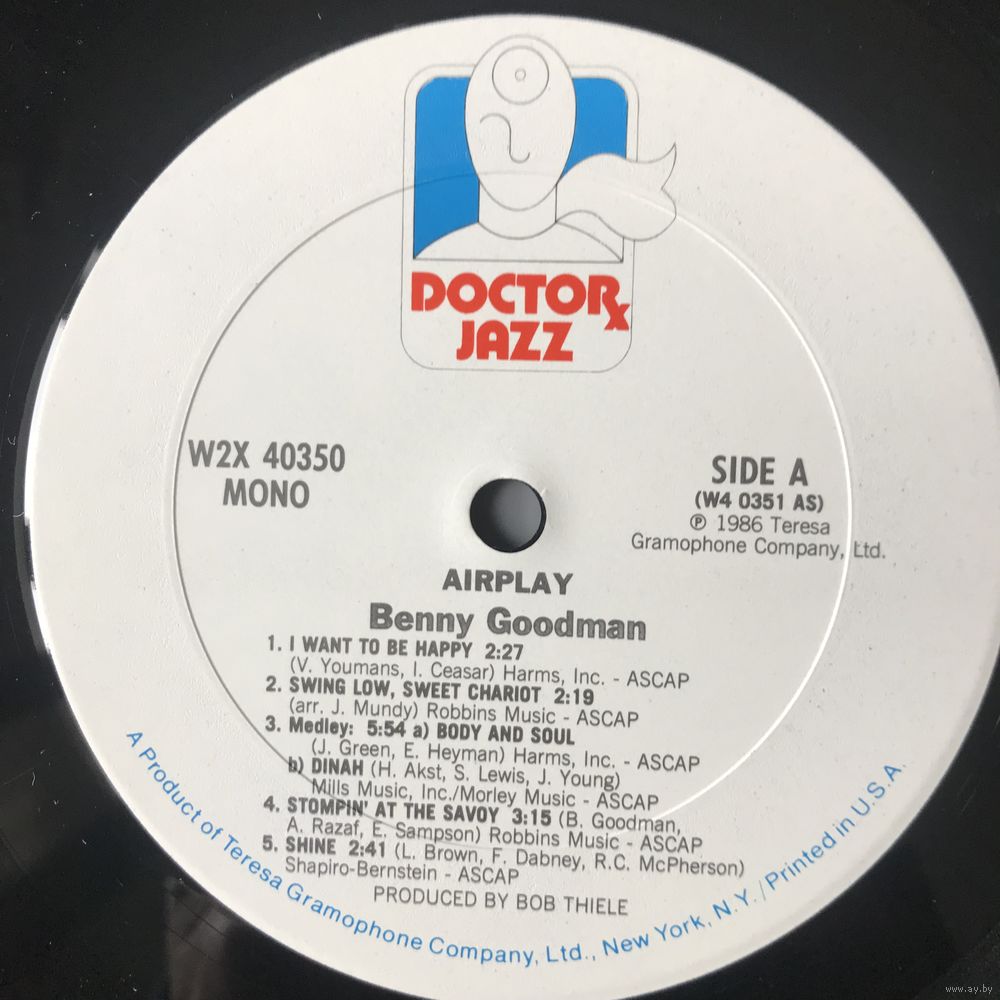 DOCTORx
JAZZ
W2X 40350
MONO
SIDE A
(W4 0351 AS)
℗ 1986 Teresa
Gramophone Company, Ltd.
AIRPLAY
Benny Goodman
1. I WANT TO BE HAPPY 2:27
(V. Youmans, I. Ceasar) Harms, Inc. - ASCAP
2. SWING LOW, SWEET CHARIOT 2:19
(arr. J. Mundy) Robbins Music - ASCAP
3. Medley: 5:54 a) BODY AND SOUL
(J. Green, E. Heyman) Harms, Inc. - ASCAP
b) DINAH (H. Akst, S. Lewis, J. Young)
Mills Music, Inc./Morley Music - ASCAP
4. STOMPIN' AT THE SAVOY 3:15 (B. Goodman,
A. Razaf, E. Sampson) Robbins Music - ASCAP
5. SHINE 2:41 (L. Brown, F. Dabney, R.C. McPherson)
Shapiro-Bernstein - ASCAP
PRODUCED BY BOB THIELE
A Product of Teresa Gramophone Company, Ltd., New York, N.Y./Printed in U.S.A.
www.ay.by